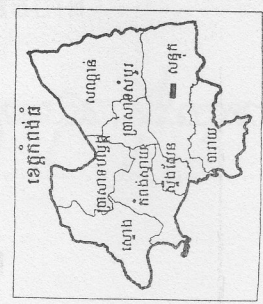 ខេត្តកំពង់ធំ
សណ្តាន់
ប្រាសាទសំបូរ
សន្ទុក
ប្រាសាទបល្ល័ង្ក
កំពង់ស្វាយ
ស្ទឹងសែន
បារាយណ៍
ស្ទោង